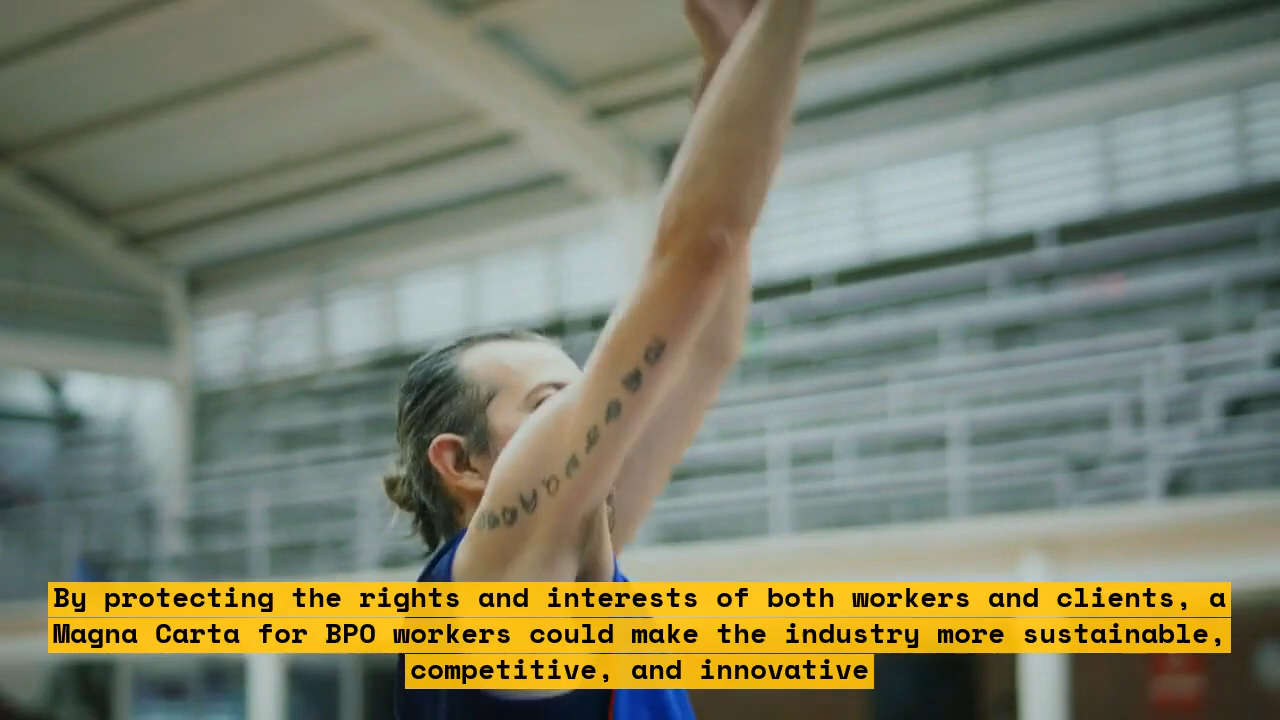 By protecting the rights and interests of both workers and clients, a
Magna Carta for BPO workers could make the industry more sustainable,
competitive, and innovative